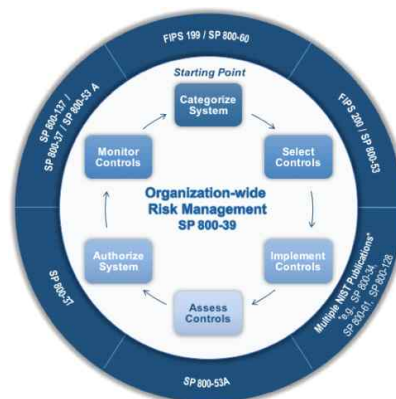 FIPS 199 / SP 800-60
Starting Point
Categorize
System
SP 800-137 /
SP 800-37 / SP 800-53 A
FIPS 200 / SP 800-53
Monitor
Controls
Select
Controls
Organization-wide
Risk Management
SP 800-39
Authorize
System
Implement
Controls
Multiple NIST Publications*
*e.g., SP 800-34,
SP 800-61, SP 800-128
Assess
Controls
SP 800-37
SP 800-53A